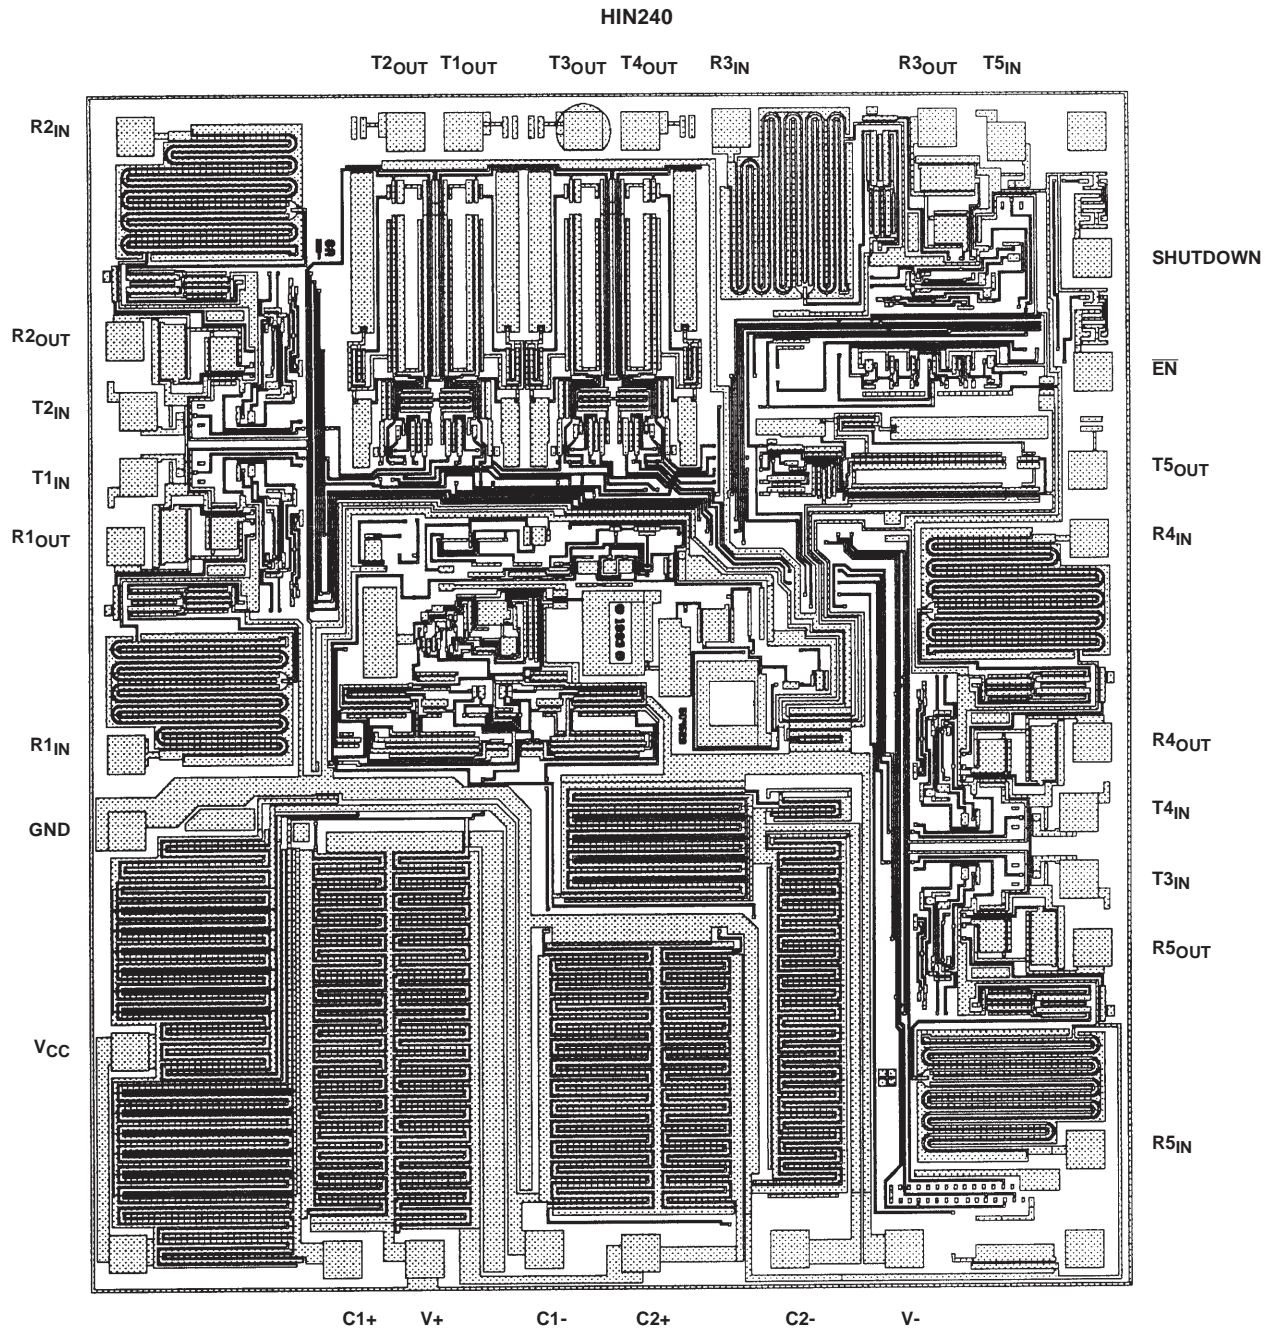 HIN240
T2OUT T1OUT T3OUT T4OUT R3IN R3OUT T5IN
R2IN
SHUTDOWN
R2OUT
EN
T2IN
T5OUT
T1IN
R1OUT
R4IN
© 1993 ©
R1IN
R4OUT
T4IN
GND
T3IN
R5OUT
VCC
R5IN
C1+ V+ C1- C2+ C2- V-